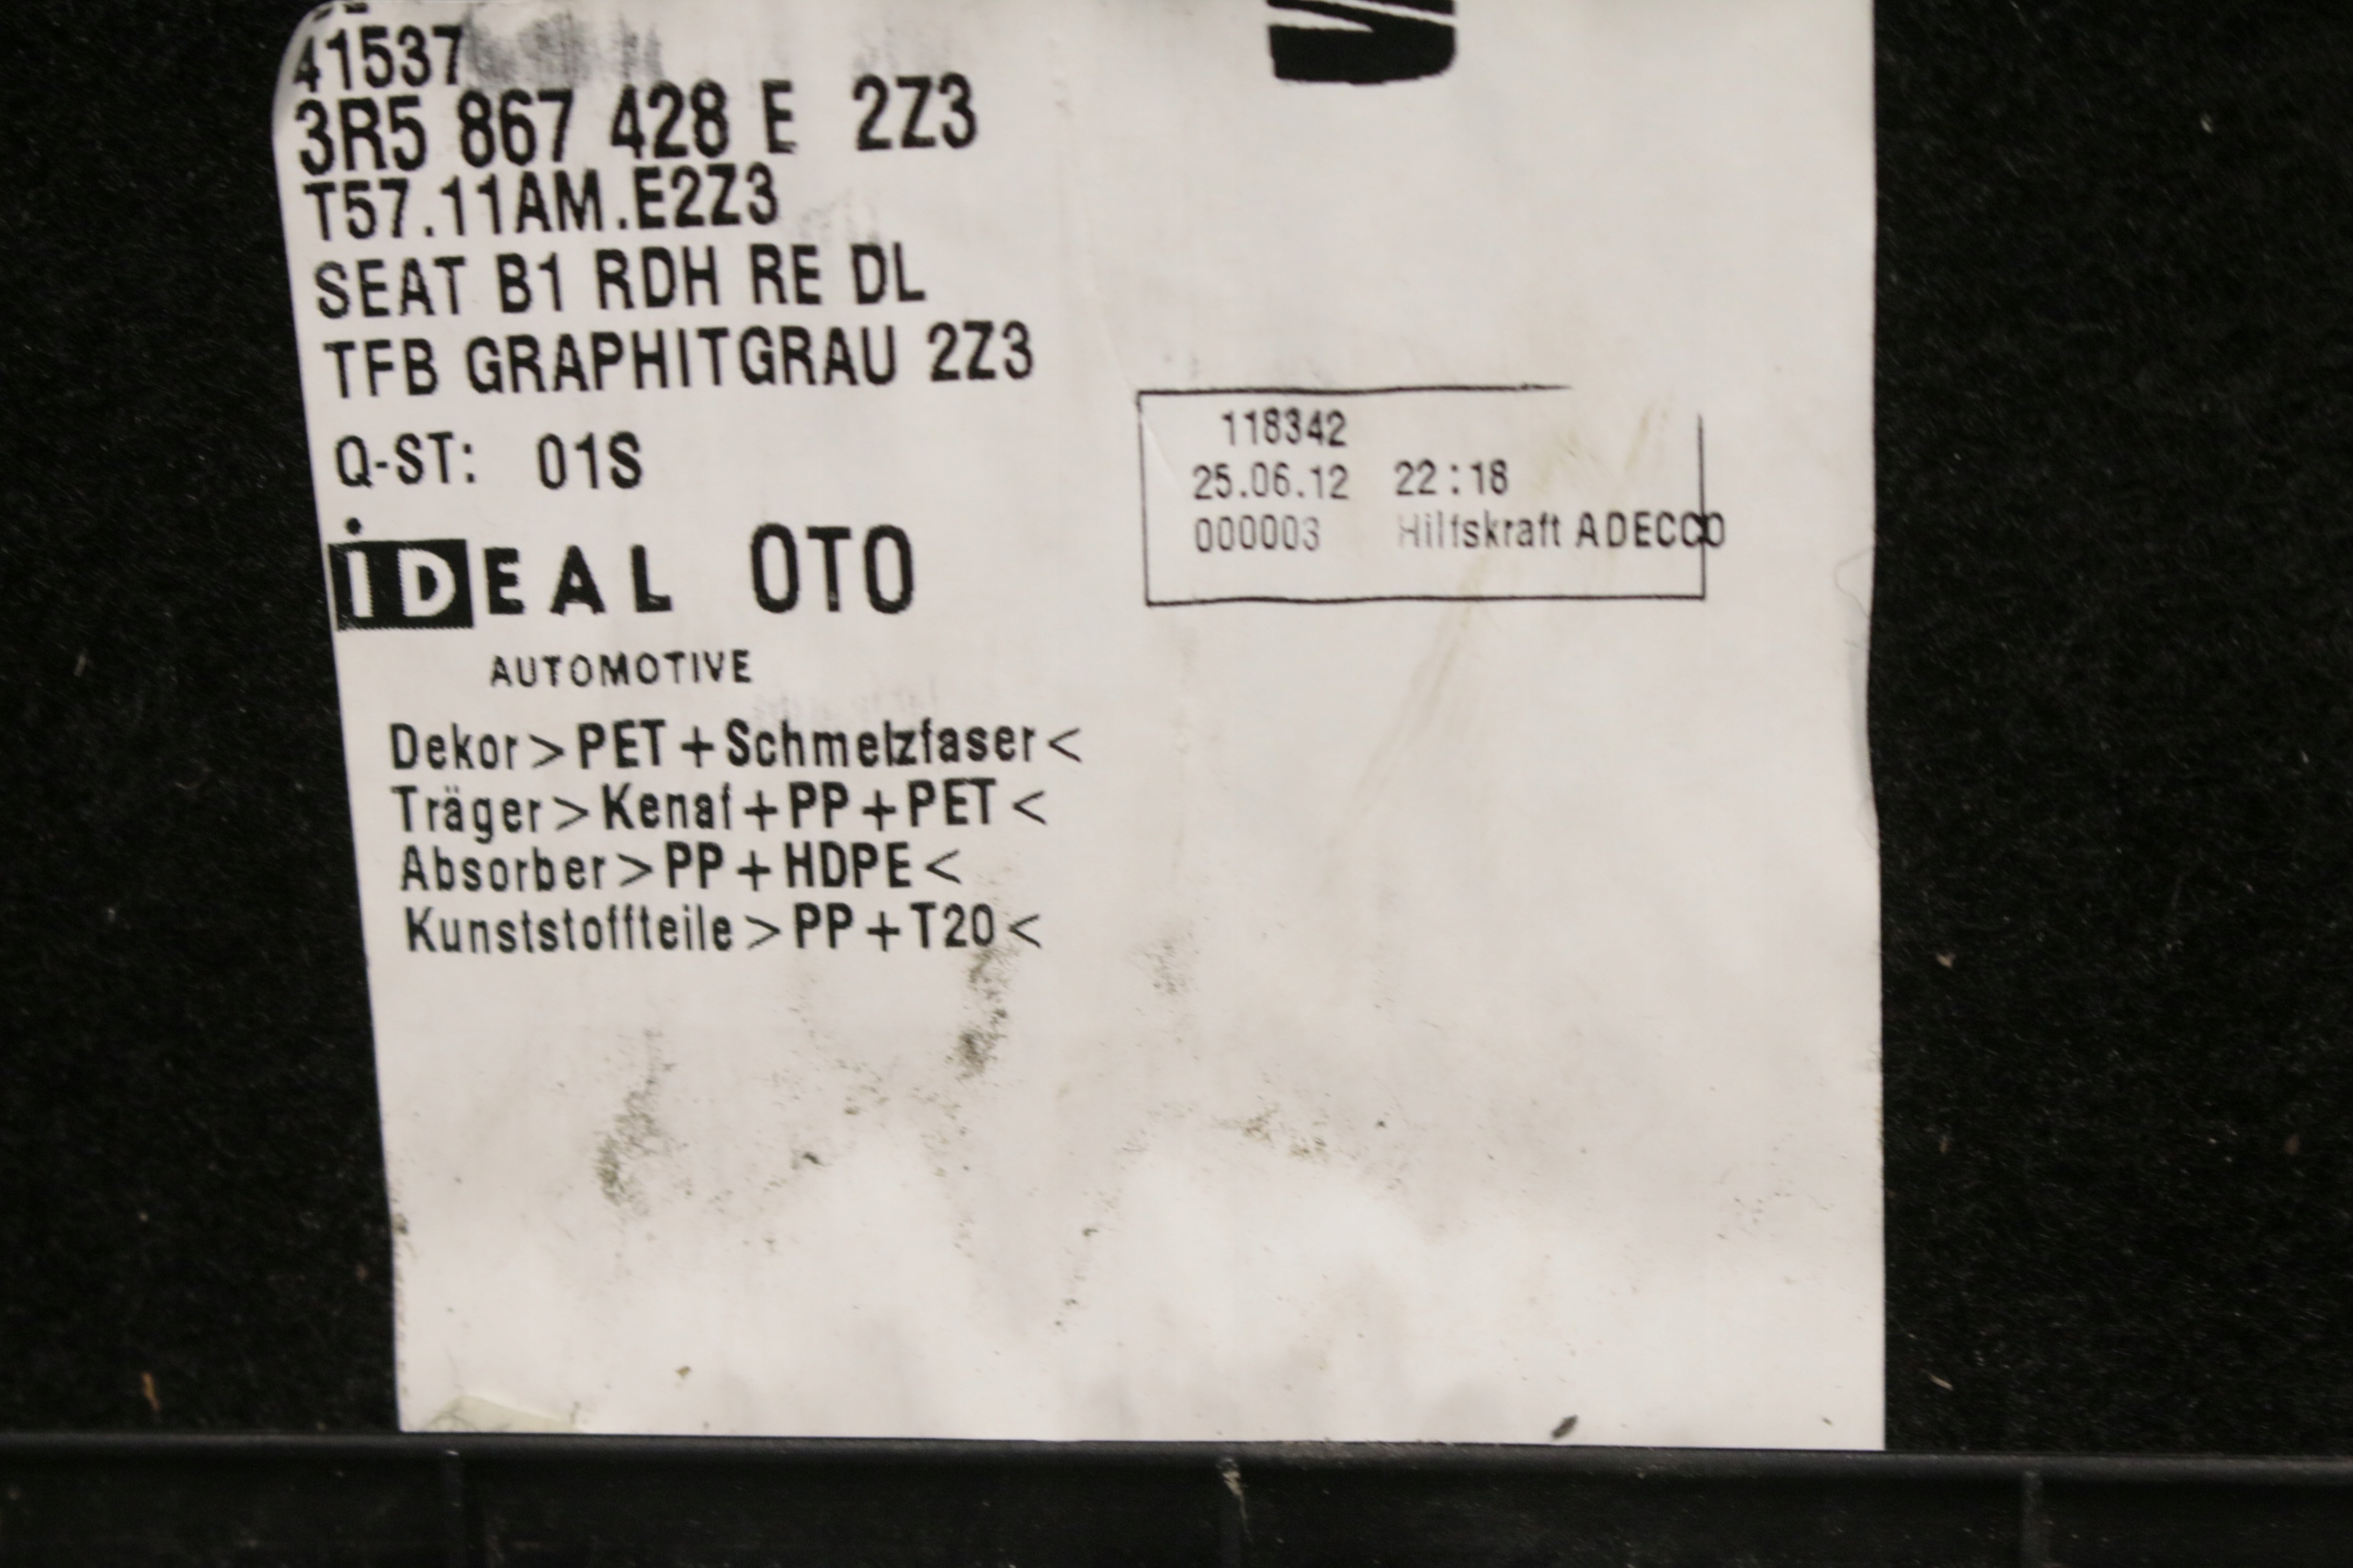 41537
3R5 867 428 E 2Z3
T57.11AM.E2Z3
SEAT B1 RDH RE DL
TFB GRAPHITGRAU 2Z3
Q-ST: 01S
118342
25.06.12 22:18
000003 Hilfskraft ADECCO
iDEAL OTO
AUTOMOTIVE
Dekor>PET+Schmelzfaser<
Träger>Kenaf+PP+PET<
Absorber>PP+HDPE<
Kunststoffteile>PP+T20<